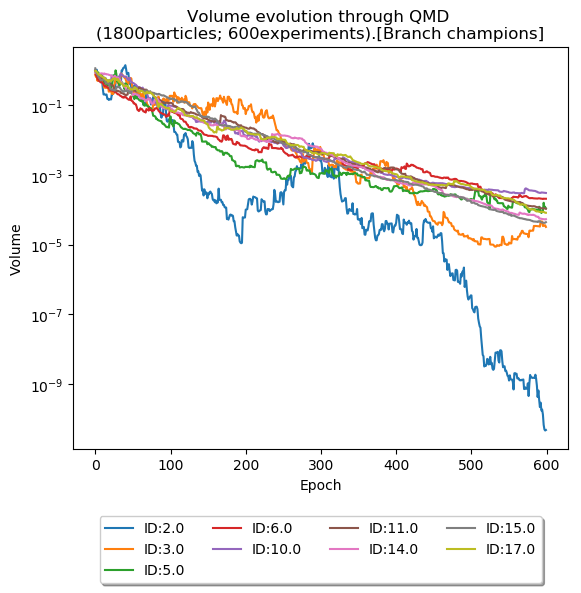 Volume evolution through QMD
(1800particles; 600experiments).[Branch champions]
Volume
10⁻¹
10⁻³
10⁻⁵
10⁻⁷
10⁻⁹
0 100 200 300 400 500 600
Epoch
ID:2.0 ID:6.0 ID:11.0 ID:15.0
ID:3.0 ID:10.0 ID:14.0 ID:17.0
ID:5.0